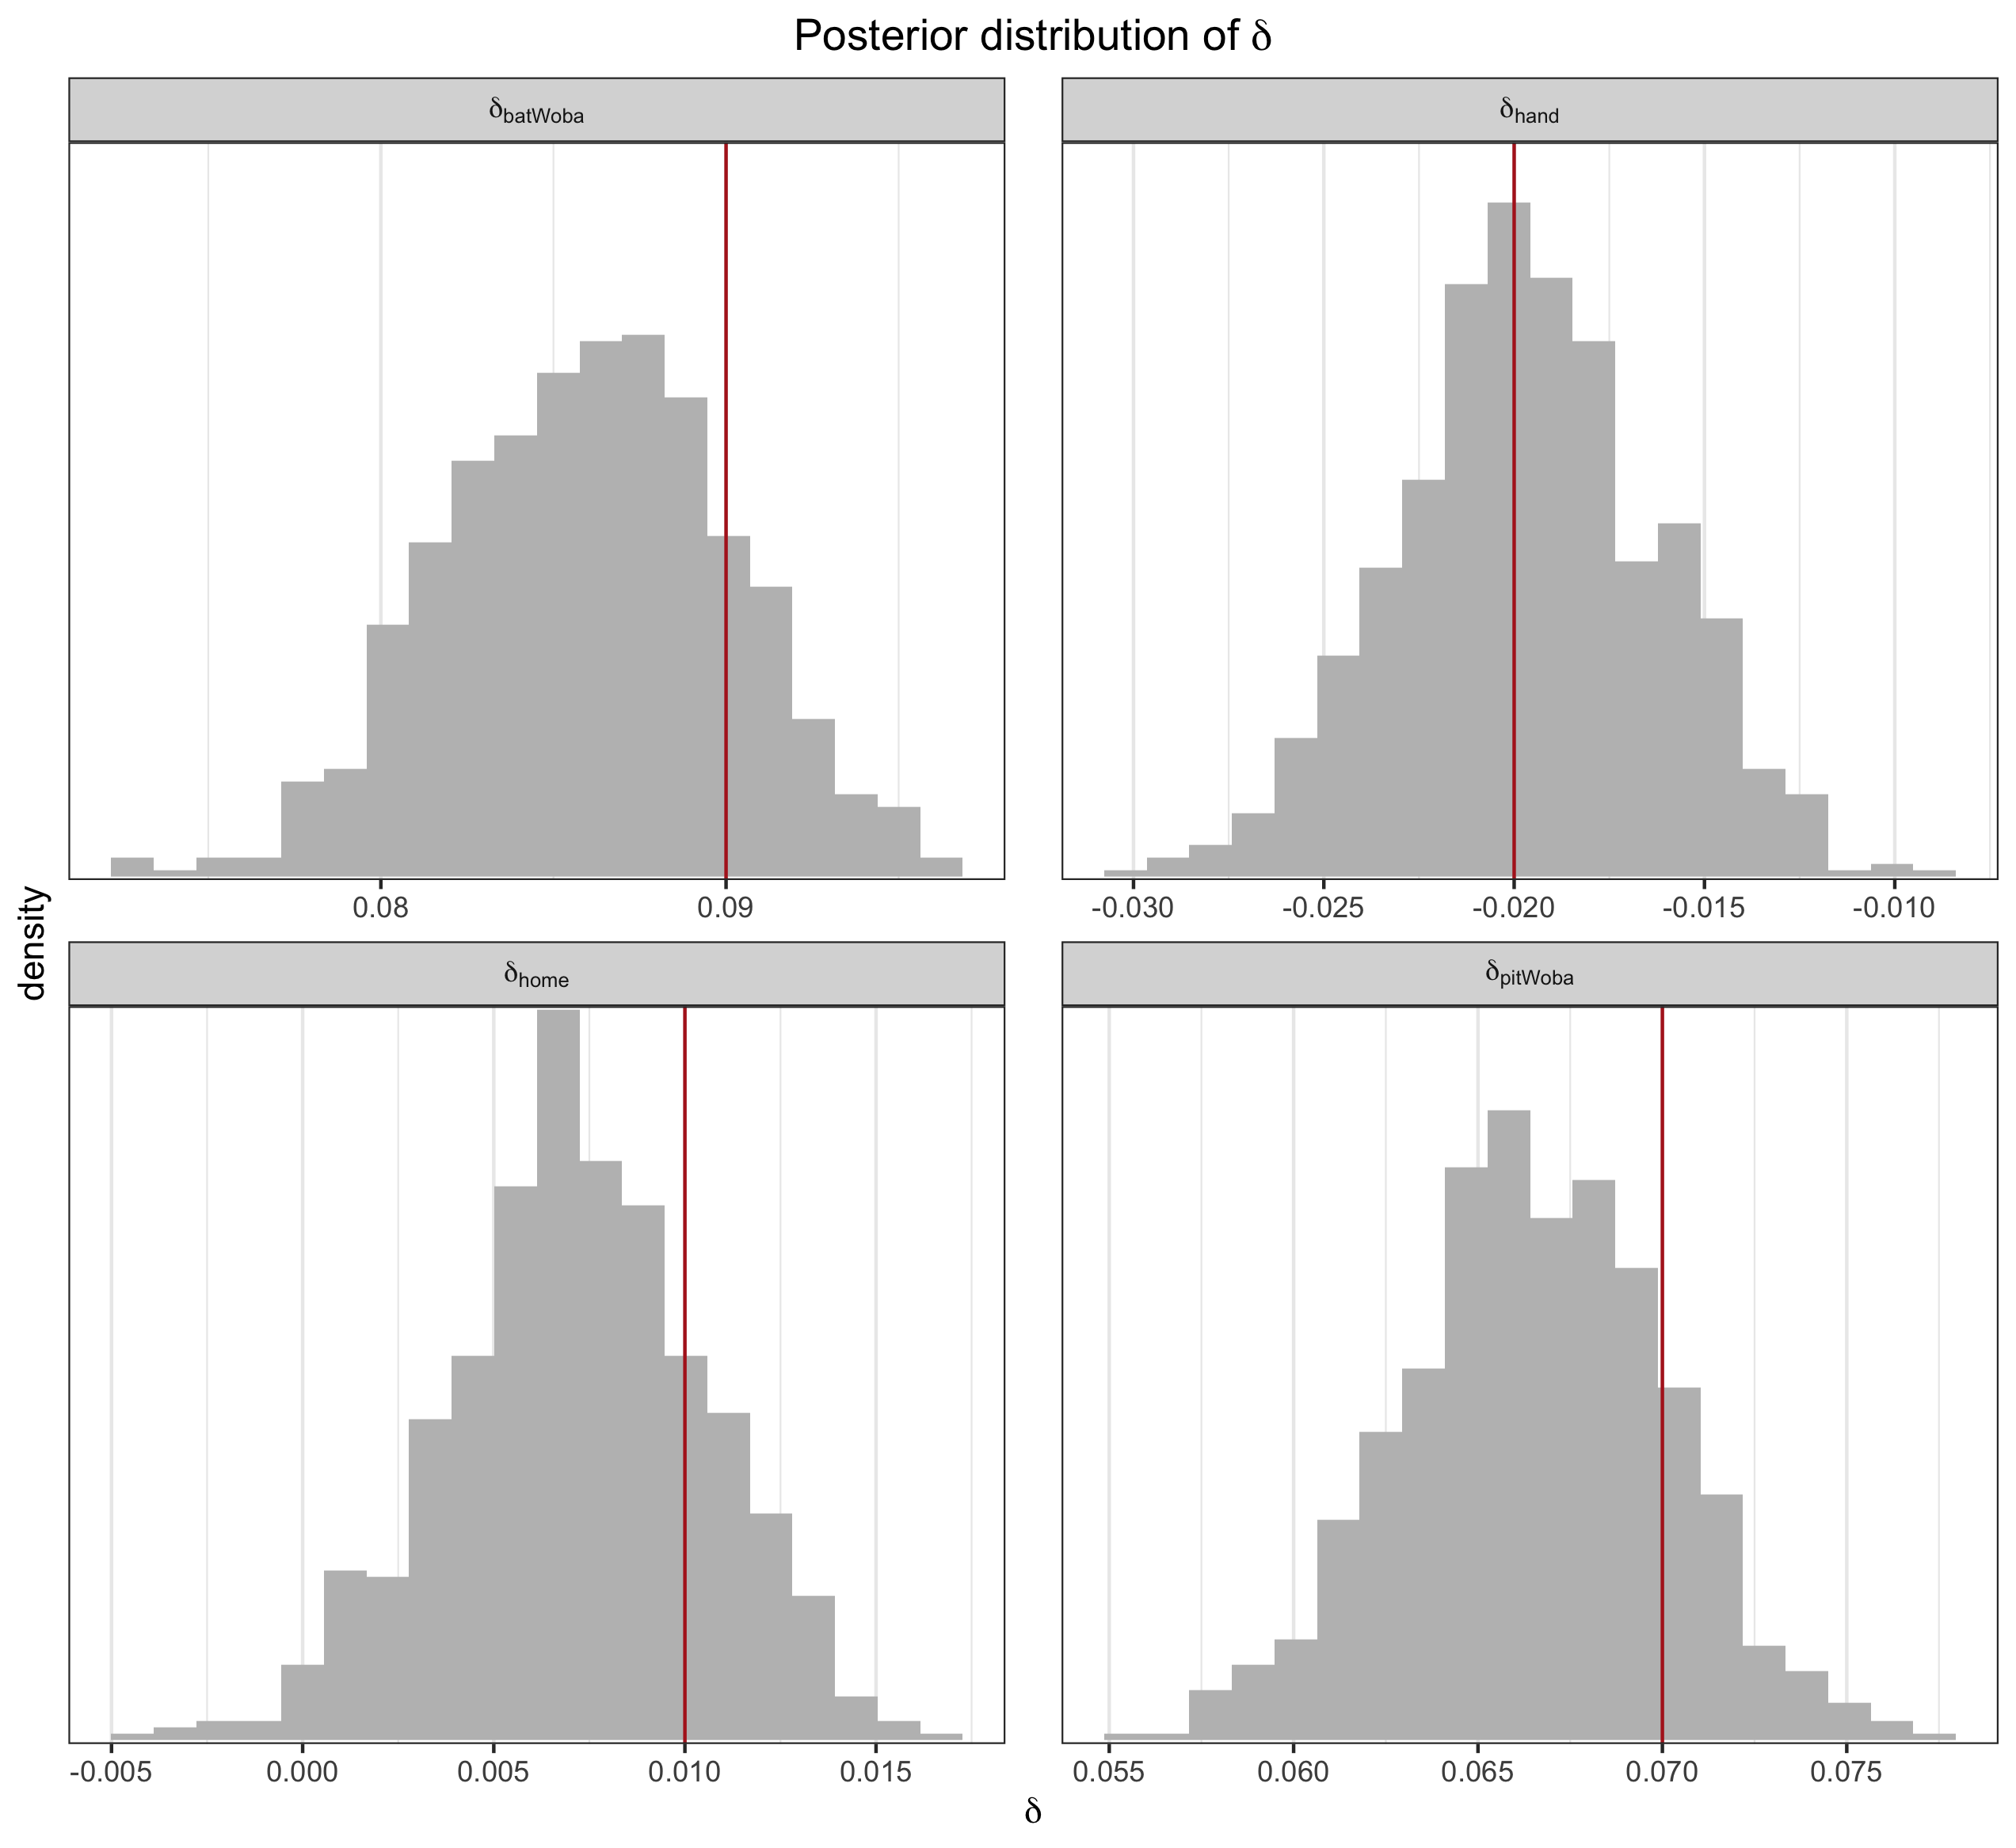 Posterior distribution of δ
δbatWoba
δhand
0.08 0.09
-0.030 -0.025 -0.020 -0.015 -0.010
density
δhome
δpitWoba
-0.005 0.000 0.005 0.010 0.015
0.055 0.060 0.065 0.070 0.075
δ